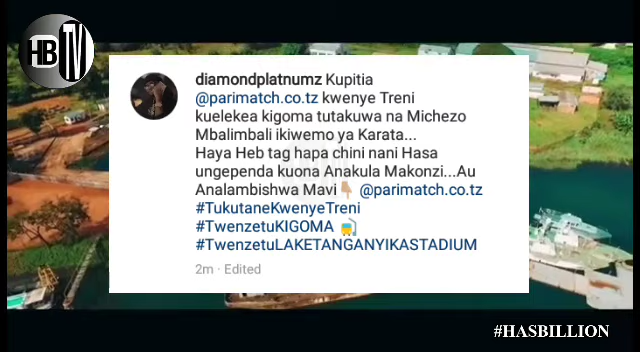 HB TV
diamondplatnumz Kupitia
@parimatch.co.tz kwenye Treni
kuelekea kigoma tutakuwa na Michezo
Mbalimbali ikiwemo ya Karata...
Haya Heb tag hapa chini nani Hasa
ungependa kuona Anakula Makonzi...Au
Analambishwa Mavi👇🏽 @parimatch.co.tz
#TukutaneKwenyeTreni
#TwenzetuKIGOMA 🚊
#TwenzetuLAKETANGANYIKASTADIUM
2m · Edited
#HASBILLION